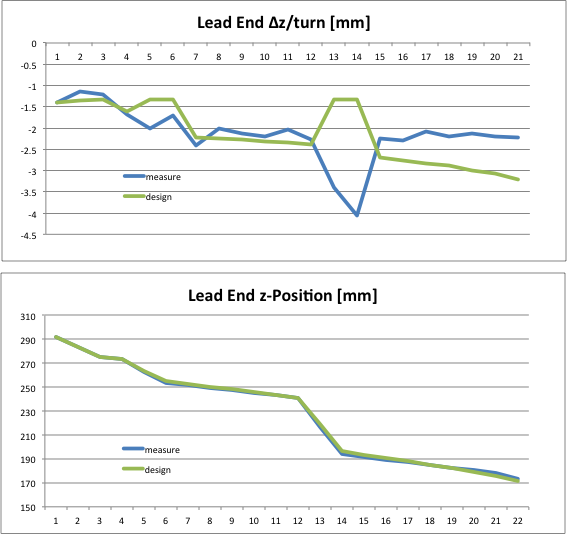 Lead End Δz/turn [mm]
0
1 2 3 4 5 6 7 8 9 10 11 12 13 14 15 16 17 18 19 20 21
-0.5
-1
-1.5
-2
-2.5
-3
measure
-3.5
design
-4
-4.5
Lead End z-Position [mm]
310
290
270
250
230
210
190
measure
170
design
150
1 2 3 4 5 6 7 8 9 10 11 12 13 14 15 16 17 18 19 20 21 22